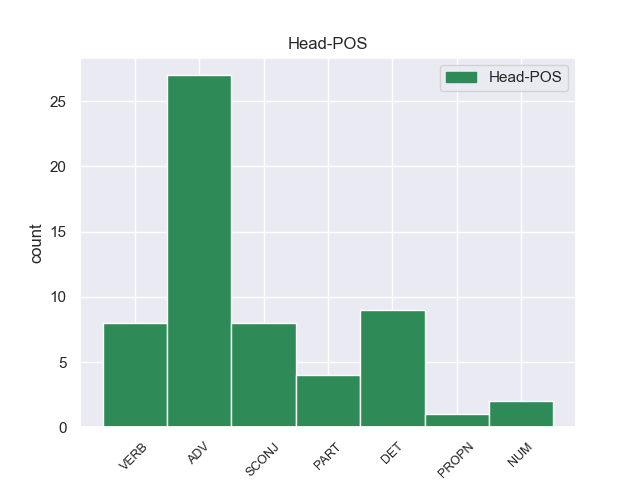 Head-POS
Head-POS
count
25
20
15
10
5
0
VERB
ADV
SCONJ
PART
DET
PROPN
NUM